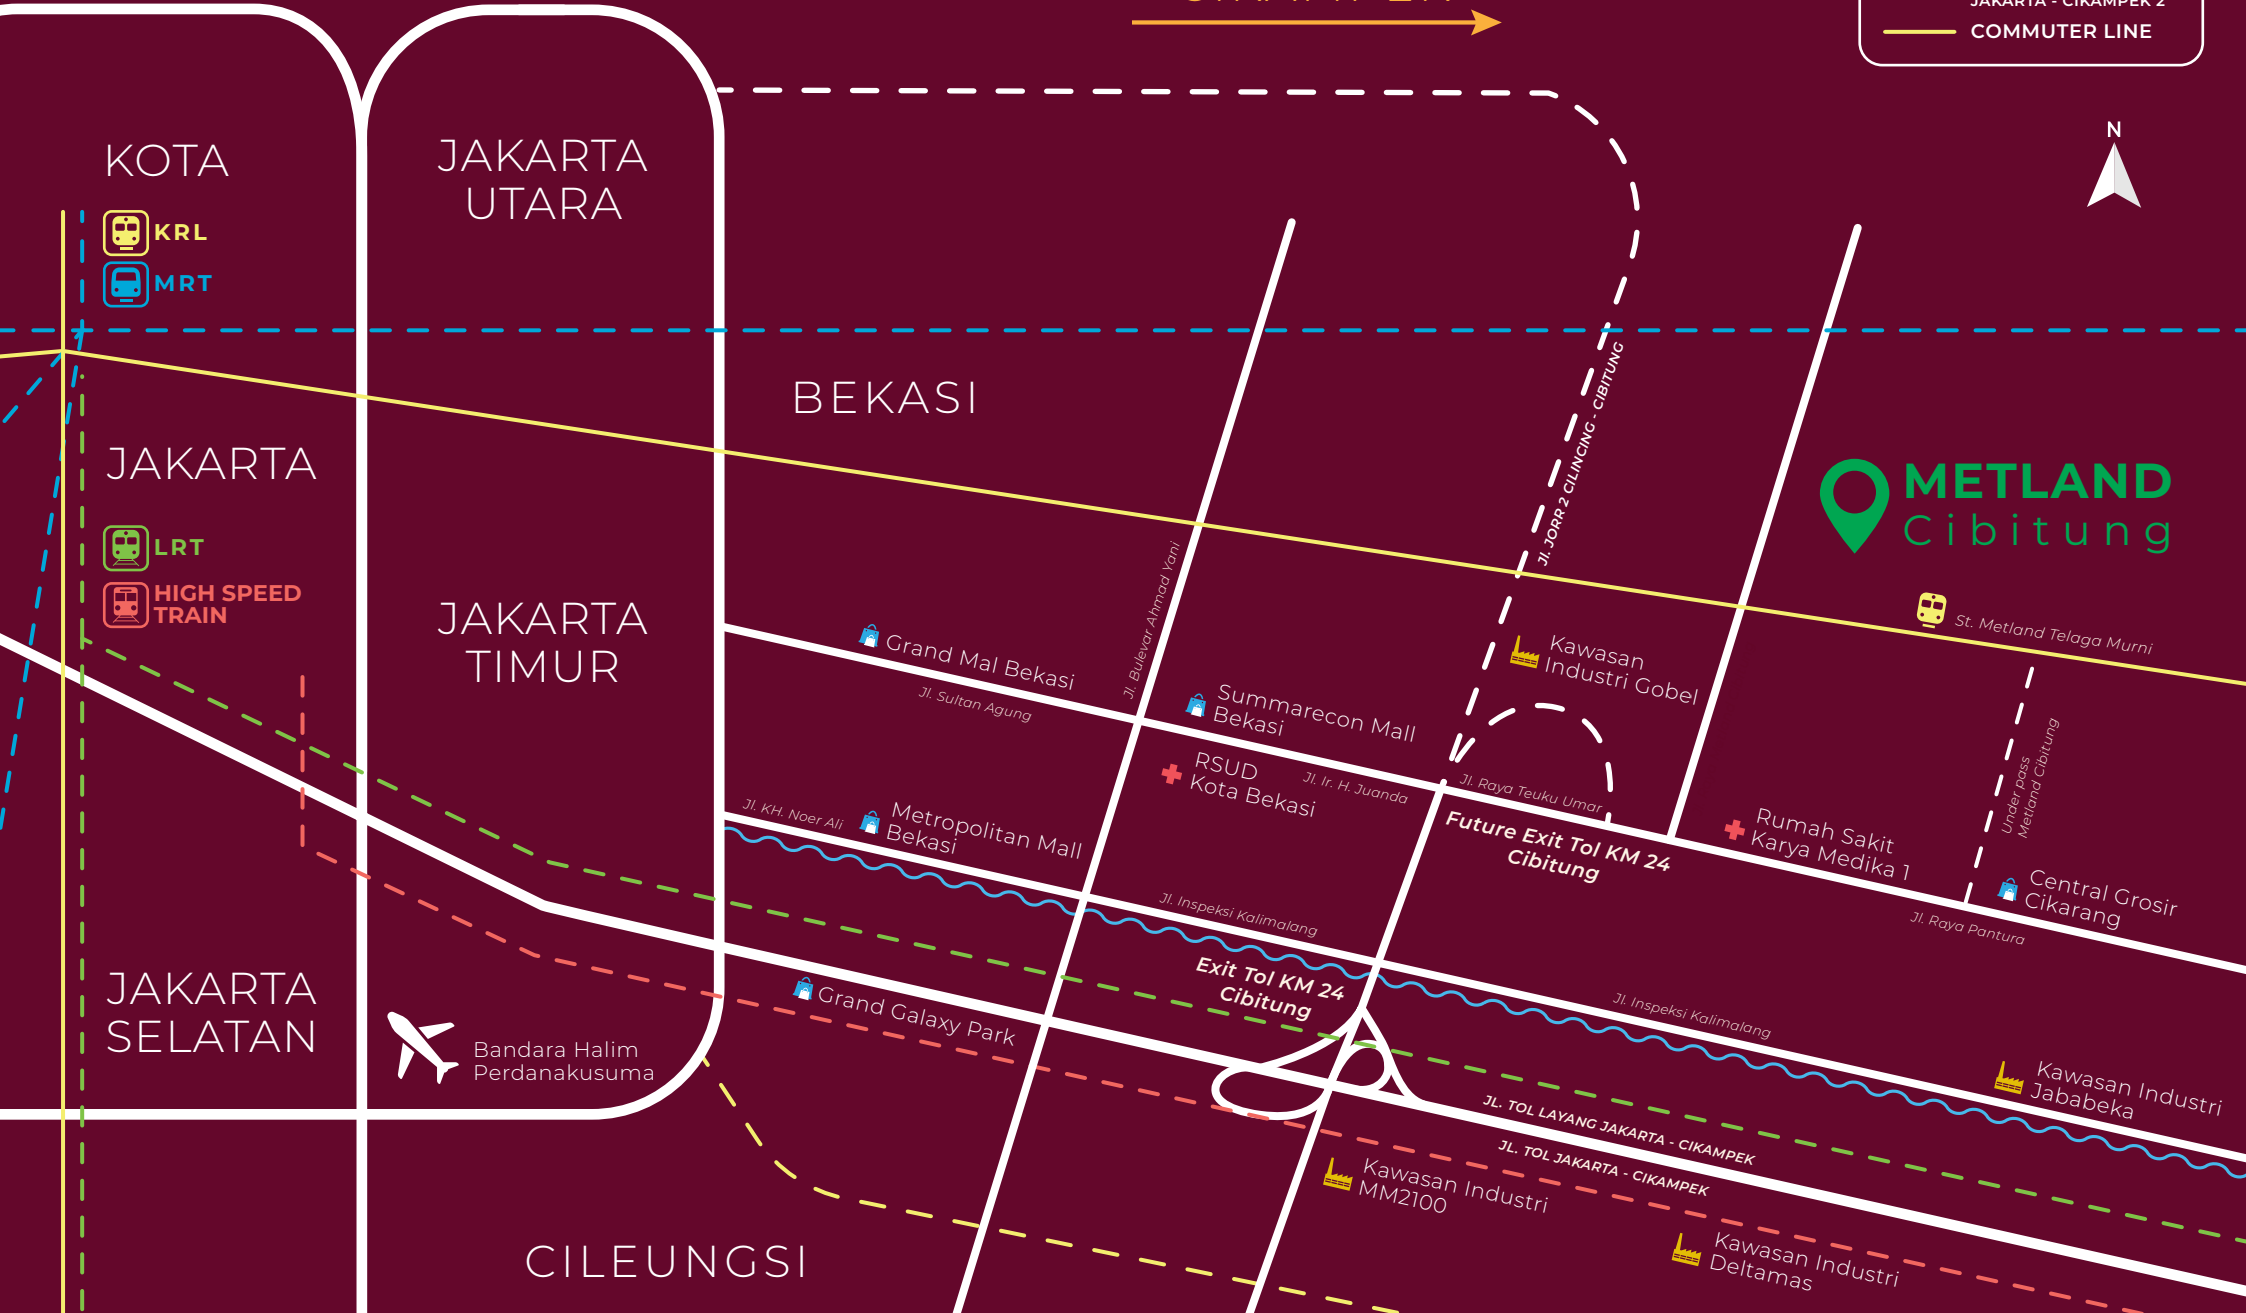 JAKARTA - CIKAMPEK 2
COMMUTER LINE
N
KOTA
KRL
MRT
JAKARTA
UTARA
BEKASI
JAKARTA
LRT
HIGH SPEED
TRAIN
JAKARTA
TIMUR
Jl. JORR 2 CILINCING - CIBITUNG
METLAND
Cibitung
St. Metland Telaga Murni
Jl. Bulevar Ahmad Yani
Grand Mal Bekasi
Jl. Sultan Agung
Kawasan
Industri Gobel
Summarecon Mall
Bekasi
RSUD
Kota Bekasi
Jl. Ir. H. Juanda
Jl. Raya Teuku Umar
Future Exit Tol KM 24
Cibitung
Under pass
Metland Cibitung
Rumah Sakit
Karya Medika 1
Central Grosir
Cikarang
Jl. Raya Pantura
Jl. KH. Noer Ali
Metropolitan Mall
Bekasi
Jl. Inspeksi Kalimalang
Exit Tol KM 24
Cibitung
Grand Galaxy Park
Jl. Inspeksi Kalimalang
JAKARTA
SELATAN
Bandara Halim
Perdanakusuma
Kawasan Industri
Jababeka
JL. TOL LAYANG JAKARTA - CIKAMPEK
JL. TOL JAKARTA - CIKAMPEK
Kawasan Industri
MM2100
Kawasan Industri
Deltamas
CILEUNGSI